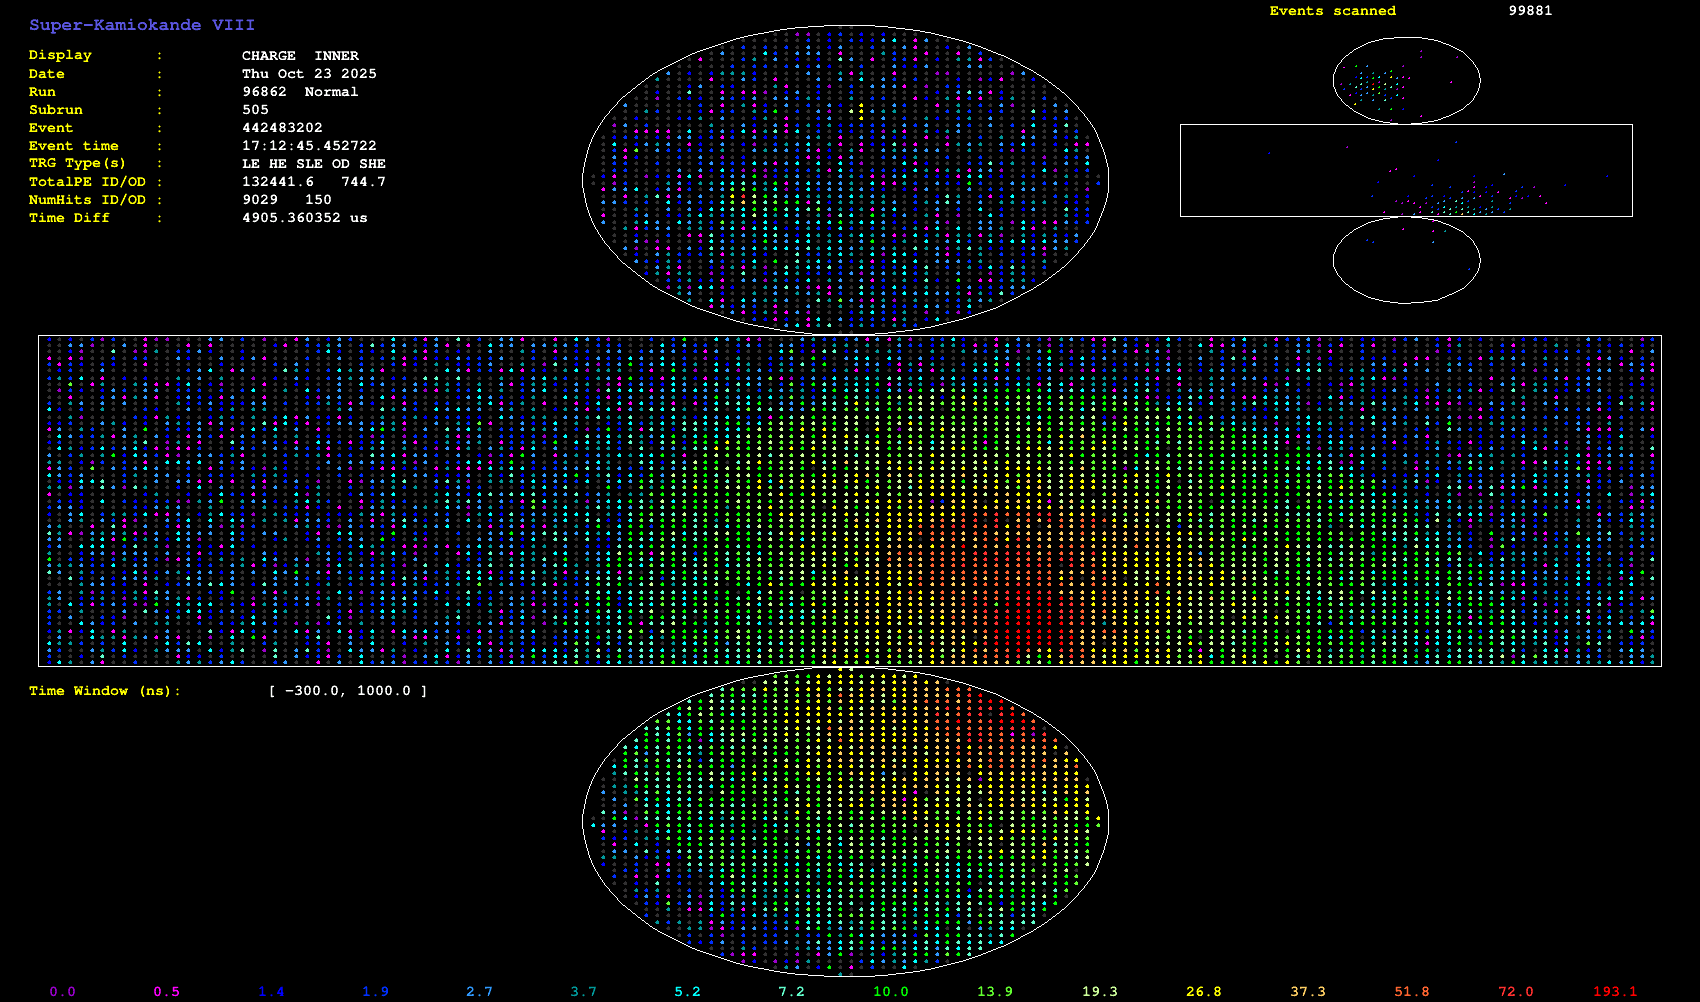 Super-Kamiokande VIII
Events scanned 99881
Display : CHARGE INNER
Date : Thu Oct 23 2025
Run : 96862 Normal
Subrun : 505
Event : 442483202
Event time : 17:12:45.452722
TRG Type(s) : LE HE SLE OD SHE
TotalPE ID/OD : 132441.6 744.7
NumHits ID/OD : 9029 150
Time Diff : 4905.360352 us
Time Window (ns): [ -300.0, 1000.0 ]
0.0 0.5 1.4 1.9 2.7 3.7 5.2 7.2 10.0 13.9 19.3 26.8 37.3 51.8 72.0 193.1